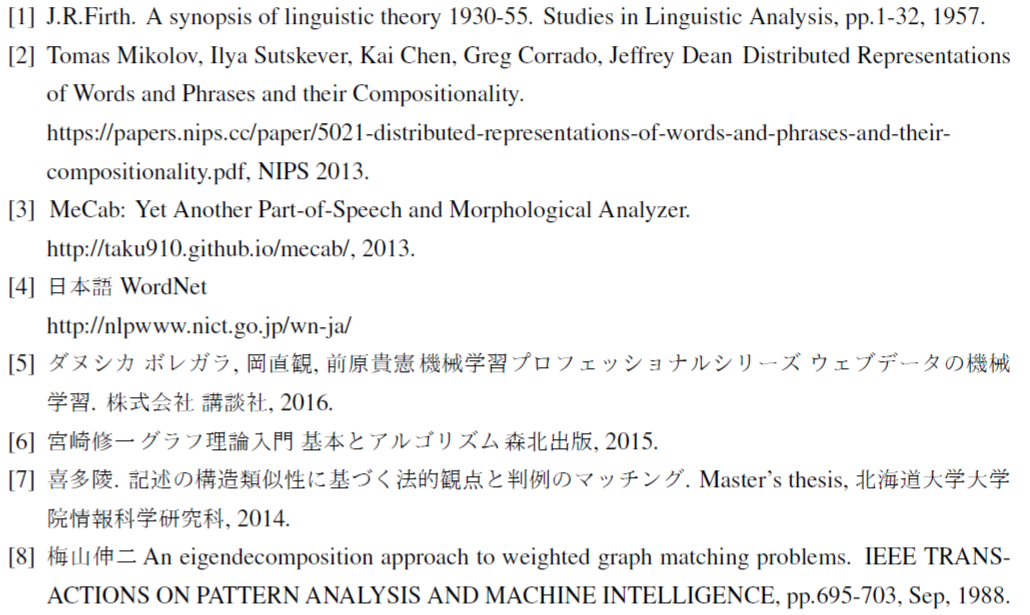 [1] J.R.Firth. A synopsis of linguistic theory 1930-55. Studies in Linguistic Analysis, pp.1-32, 1957.
[2] Tomas Mikolov, Ilya Sutskever, Kai Chen, Greg Corrado, Jeffrey Dean Distributed Representations
of Words and Phrases and their Compositionality.
https://papers.nips.cc/paper/5021-distributed-representations-of-words-and-phrases-and-their-
compositionality.pdf, NIPS 2013.
[3] MeCab: Yet Another Part-of-Speech and Morphological Analyzer.
http://taku910.github.io/mecab/, 2013.
[4] 日本語 WordNet
http://nlpwww.nict.go.jp/wn-ja/
[5] ダヌシカ ボレガラ, 岡直観, 前原貴憲 機械学習プロフェッショナルシリーズ ウェブデータの機械
学習. 株式会社 講談社, 2016.
[6] 宮崎修一 グラフ理論入門 基本とアルゴリズム 森北出版, 2015.
[7] 喜多陵. 記述の構造類似性に基づく法的観点と判例のマッチング. Master's thesis, 北海道大学大学
院情報科学研究科, 2014.
[8] 梅山伸二 An eigendecomposition approach to weighted graph matching problems. IEEE TRANS-
ACTIONS ON PATTERN ANALYSIS AND MACHINE INTELLIGENCE, pp.695-703, Sep, 1988.